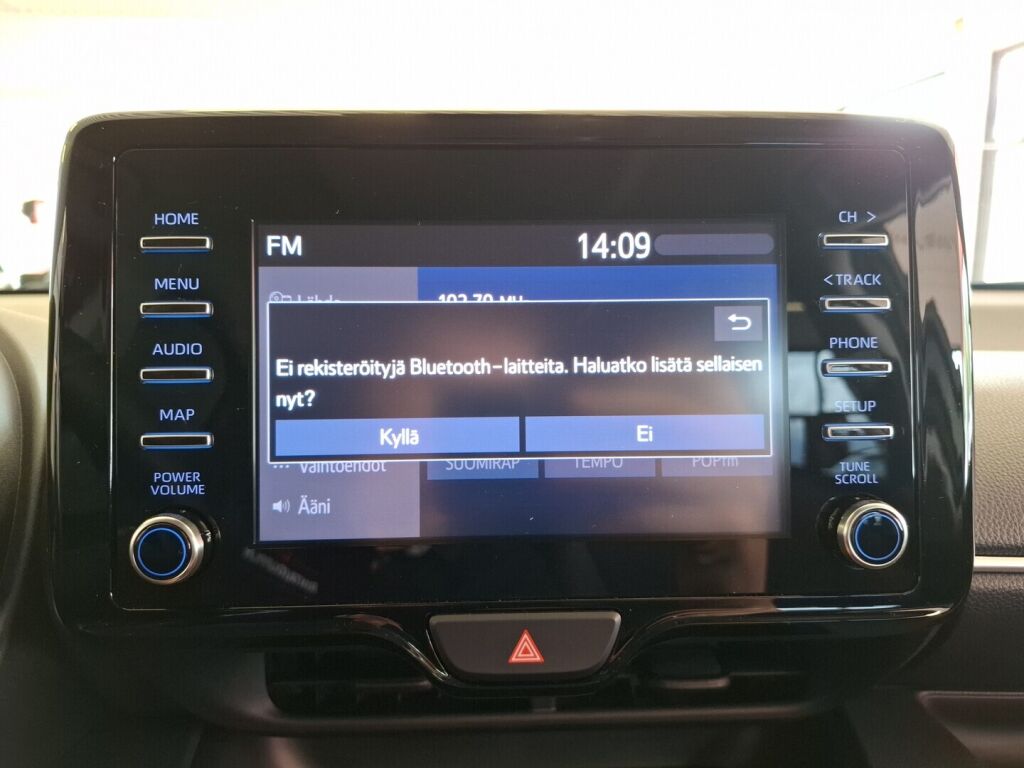 HOME
MENU
AUDIO
MAP
POWER
VOLUME
FM
14:09
Ei rekisteröityjä Bluetooth-laitteita. Haluatko lisätä sellaisen
nyt?
Kyllä
Ei
SUOMIRAP
TEMPO
POPfm
Ääni
CH >
< TRACK
PHONE
SETUP
TUNE
SCROLL